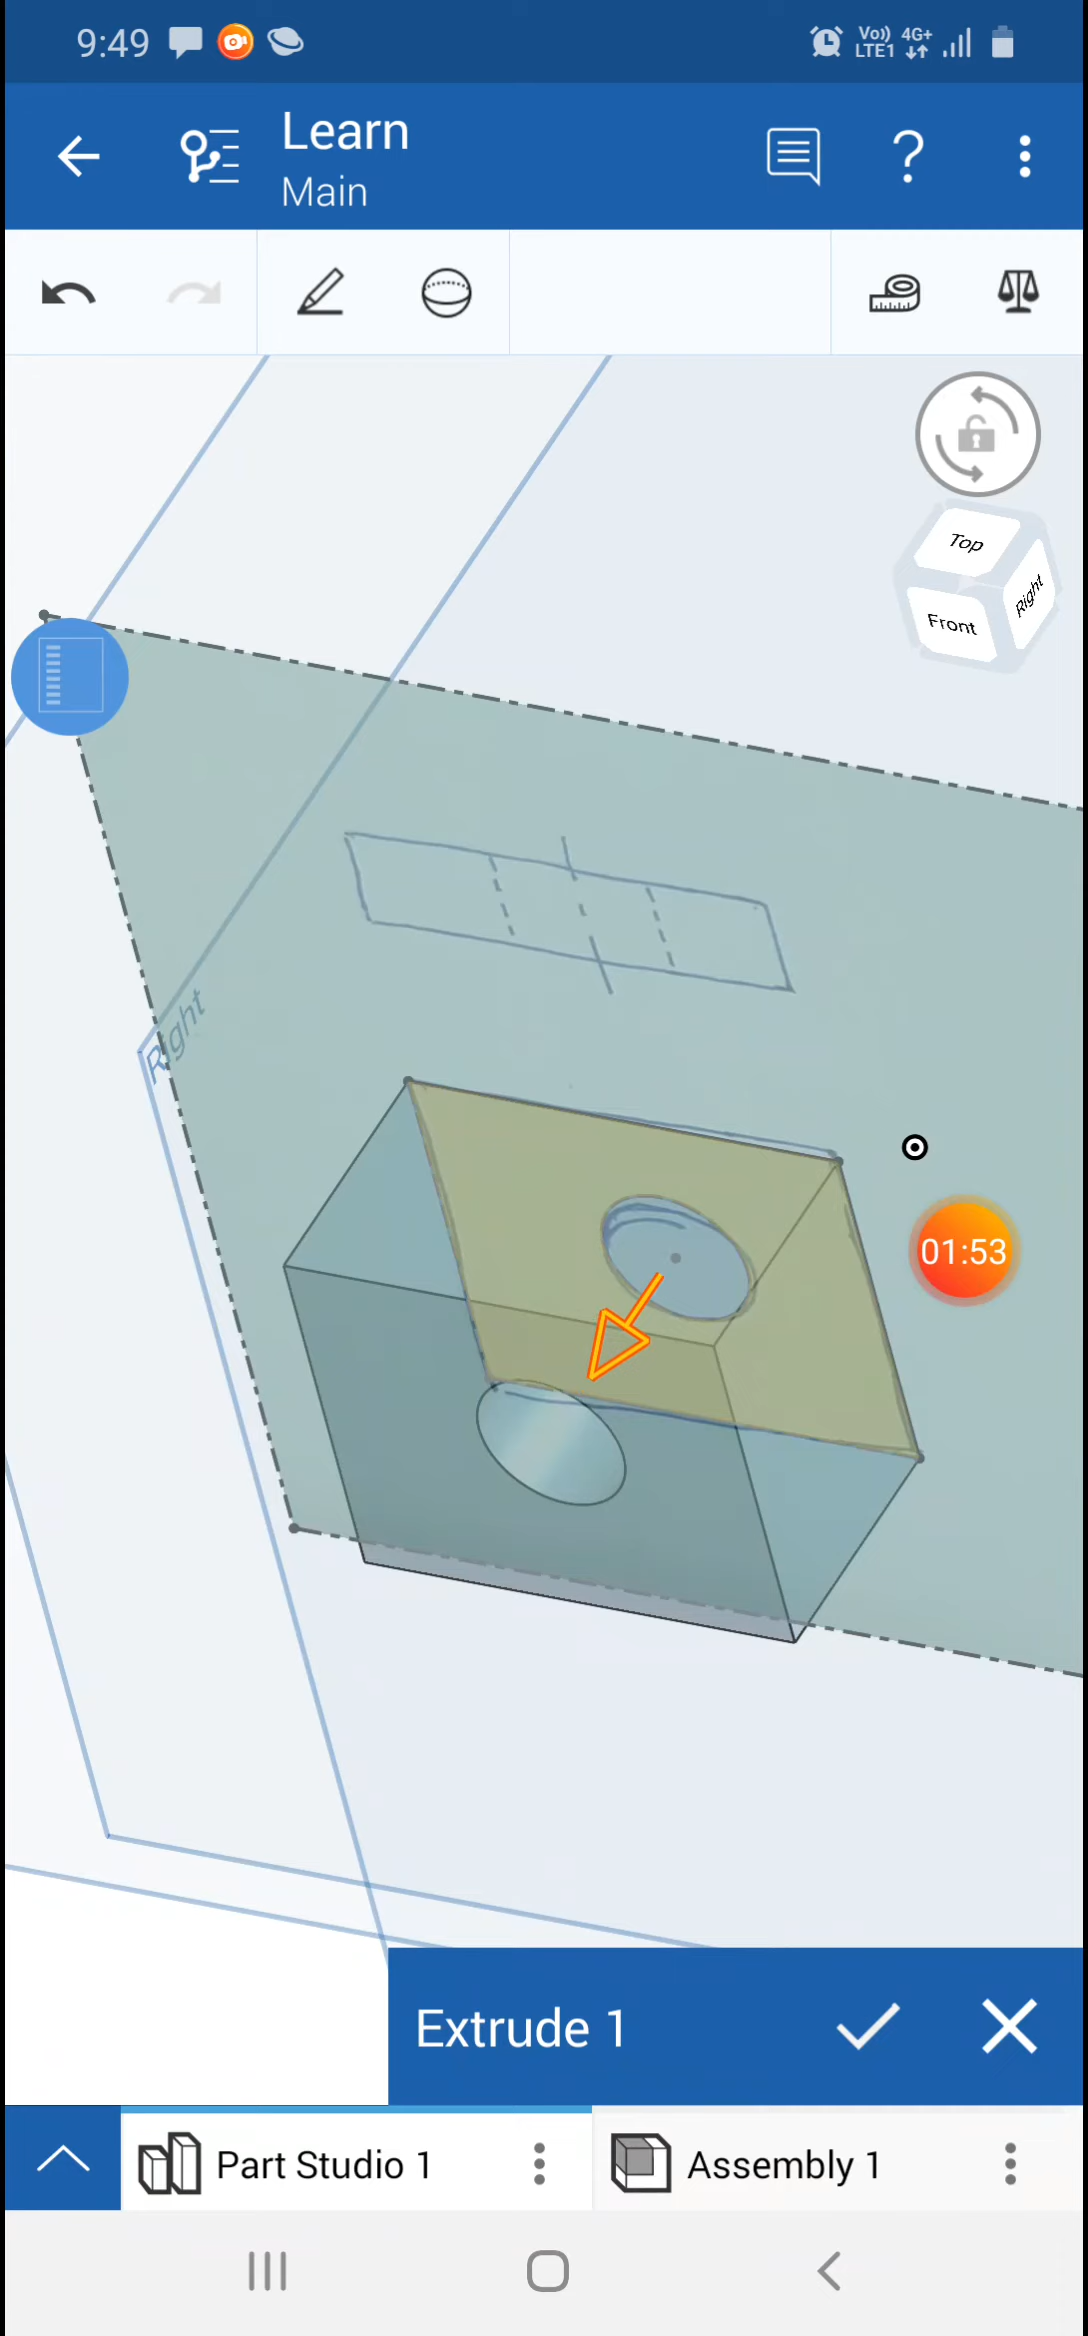 9:49
Vo)) 4G+
LTE1
Learn
Main
Top
Front
Right
Right
01:53
Extrude 1
Part Studio 1
Assembly 1